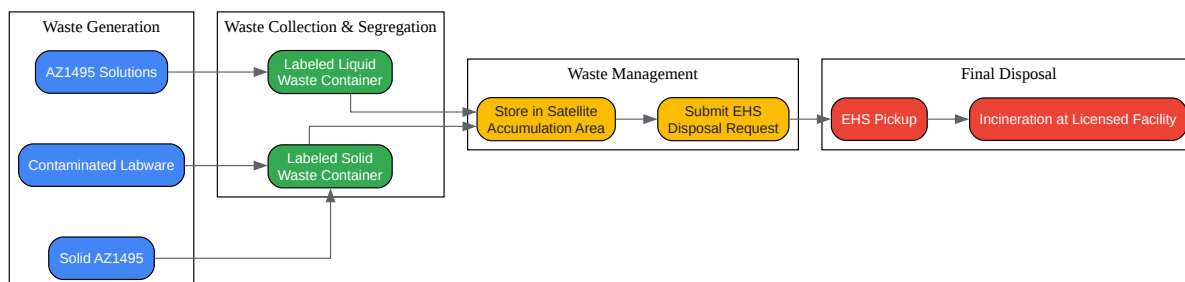 Waste Generation
AZ1495 Solutions
Contaminated Labware
Solid AZ1495
Waste Collection & Segregation
Labeled Liquid
Waste Container
Labeled Solid
Waste Container
Waste Management
Store in Satellite
Accumulation Area
Submit EHS
Disposal Request
Final Disposal
EHS Pickup
Incineration at Licensed Facility